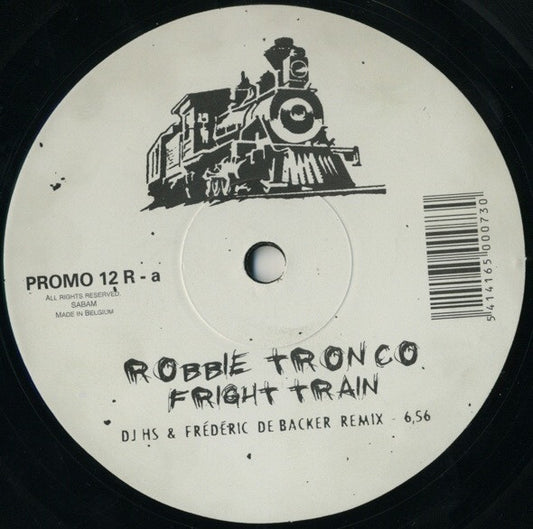 PROMO 12 R - a
ALL RIGHTS RESERVED.
SABAM
MADE IN BELGIUM
5414165000730
ROBBIE TRONCO
FRIGHT TRAIN
DJ HS & FRÉDÉRIC DE BACKER REMIX - 6,56